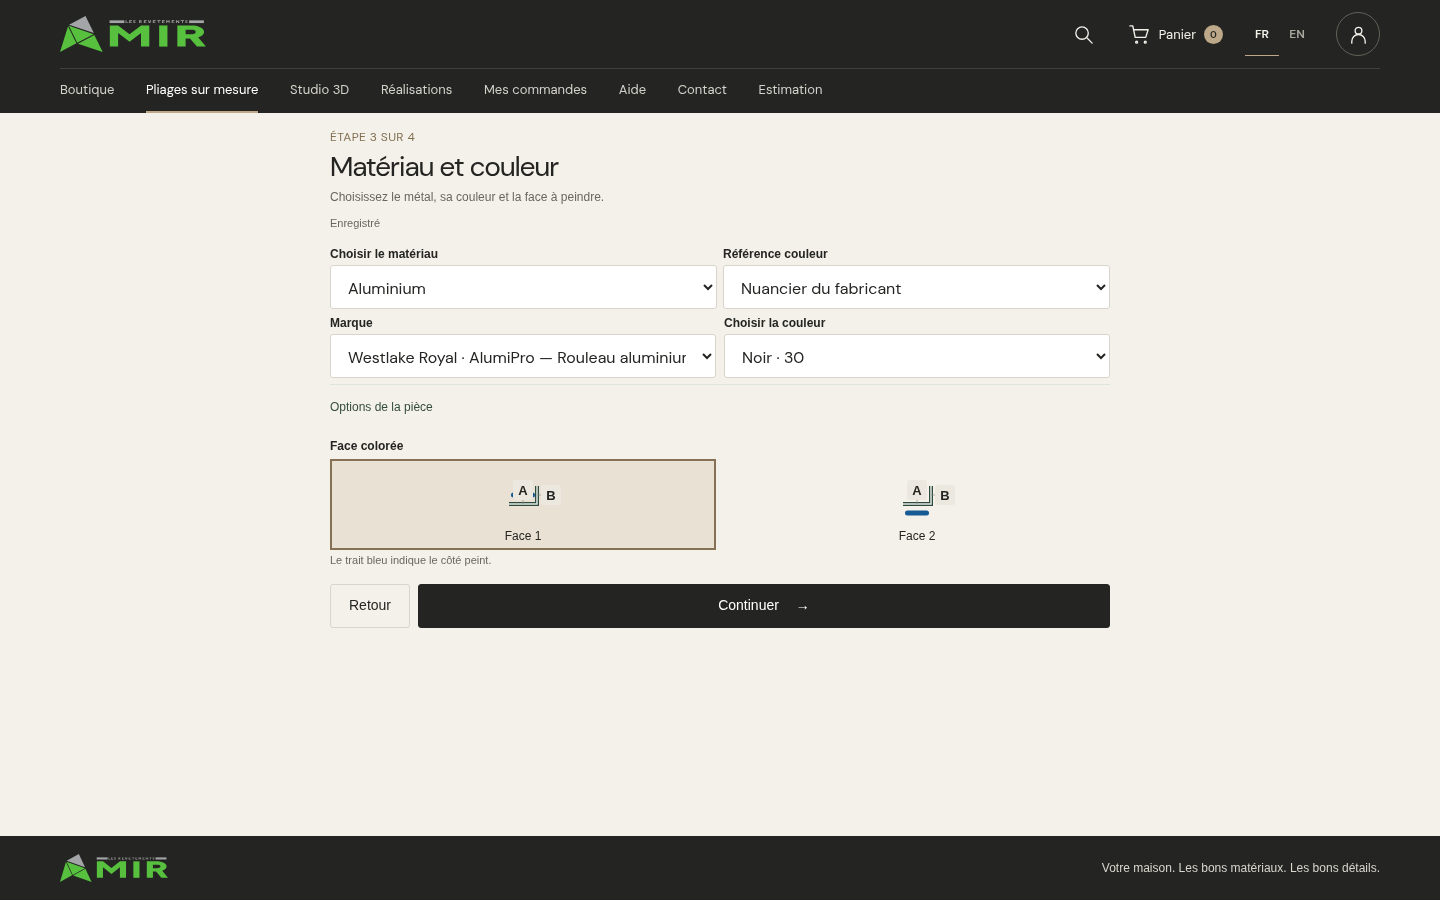 LES REVÊTEMENTS
MIR
Panier 0
FR EN
Boutique Pliages sur mesure Studio 3D Réalisations Mes commandes Aide Contact Estimation
ÉTAPE 3 SUR 4
Matériau et couleur
Choisissez le métal, sa couleur et la face à peindre.
Enregistré
Choisir le matériau Référence couleur
Aluminium Nuancier du fabricant
Marque Choisir la couleur
Westlake Royal · AlumiPro — Rouleau aluminiur Noir · 30
Options de la pièce
Face colorée
A B A B
Face 1 Face 2
Le trait bleu indique le côté peint.
Retour Continuer →
LES REVÊTEMENTS
MIR
Votre maison. Les bons matériaux. Les bons détails.